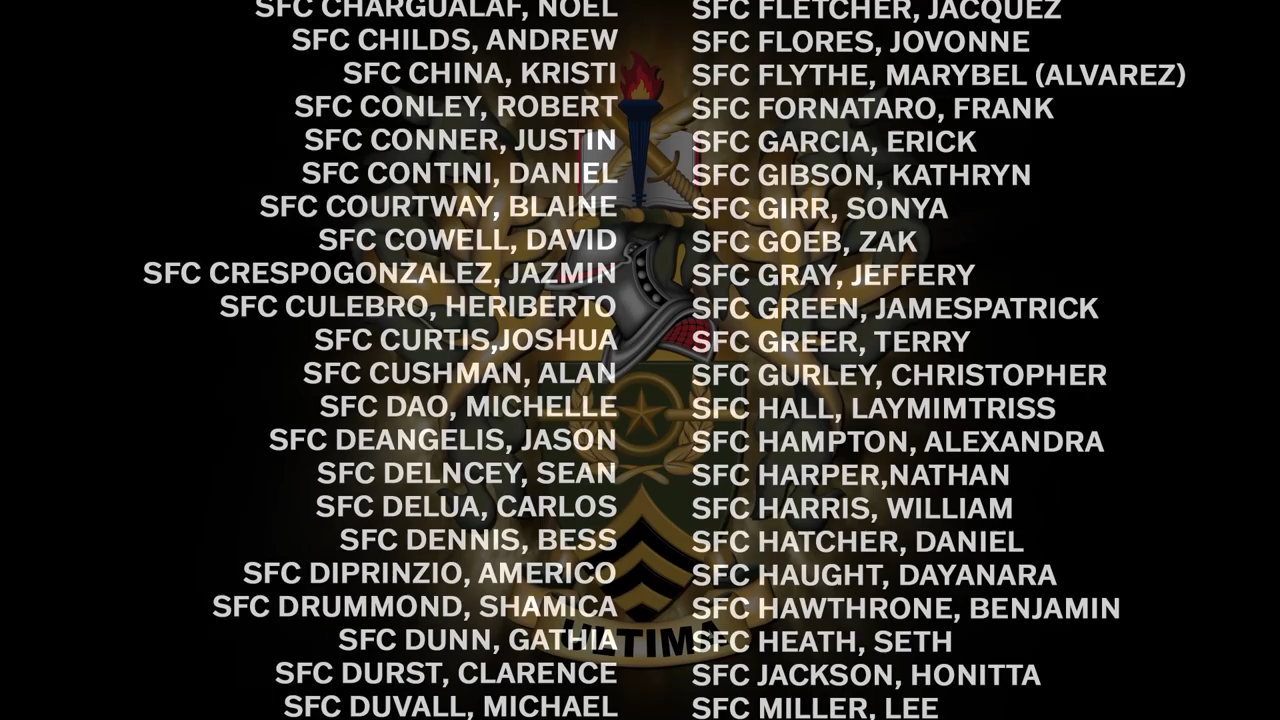 SFC CHARGUALAF, NOEL
SFC CHILDS, ANDREW
SFC CHINA, KRISTI
SFC CONLEY, ROBERT
SFC CONNER, JUSTIN
SFC CONTINI, DANIEL
SFC COURTWAY, BLAINE
SFC COWELL, DAVID
SFC CRESPOGONZALEZ, JAZMIN
SFC CULEBRO, HERIBERTO
SFC CURTIS,JOSHUA
SFC CUSHMAN, ALAN
SFC DAO, MICHELLE
SFC DEANGELIS, JASON
SFC DELNCEY, SEAN
SFC DELUA, CARLOS
SFC DENNIS, BESS
SFC DIPRINZIO, AMERICO
SFC DRUMMOND, SHAMICA
SFC DUNN, GATHIA
SFC DURST, CLARENCE
SFC DUVALL, MICHAEL
SFC FLETCHER, JACQUEZ
SFC FLORES, JOVONNE
SFC FLYTHE, MARYBEL (ALVAREZ)
SFC FORNATARO, FRANK
SFC GARCIA, ERICK
SFC GIBSON, KATHRYN
SFC GIRR, SONYA
SFC GOEB, ZAK
SFC GRAY, JEFFERY
SFC GREEN, JAMESPATRICK
SFC GREER, TERRY
SFC GURLEY, CHRISTOPHER
SFC HALL, LAYMIMTRISS
SFC HAMPTON, ALEXANDRA
SFC HARPER,NATHAN
SFC HARRIS, WILLIAM
SFC HATCHER, DANIEL
SFC HAUGHT, DAYANARA
SFC HAWTHRONE, BENJAMIN
SFC HEATH, SETH
SFC JACKSON, HONITTA
SFC MILLER, LEE
ULTIMA